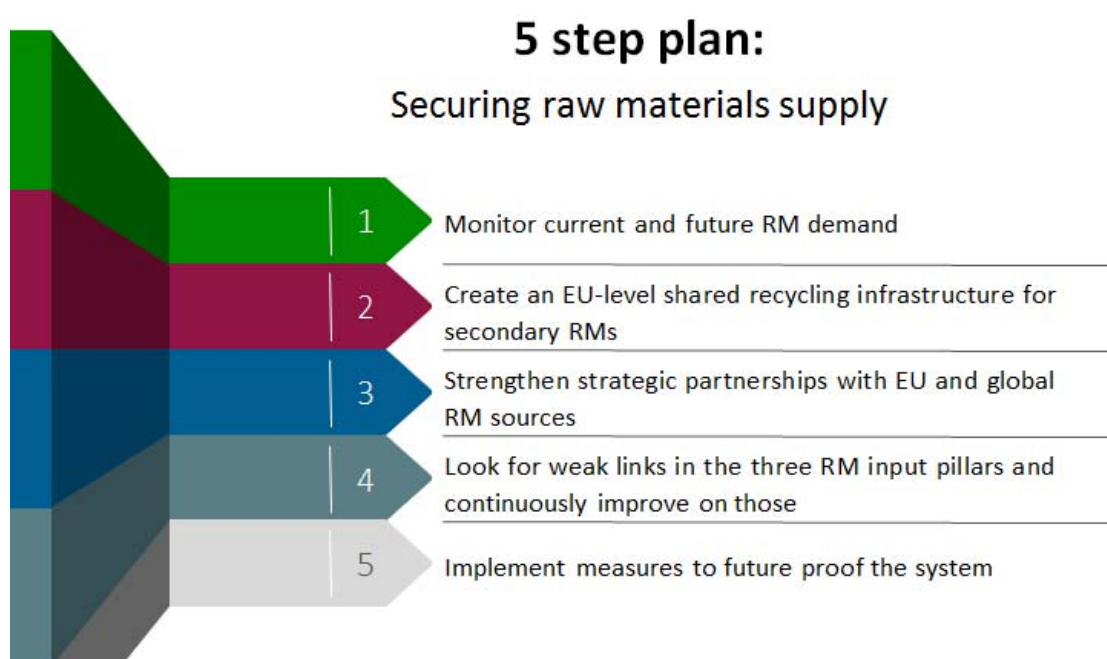 5 step plan:
Securing raw materials supply
1
Monitor current and future RM demand
2
Create an EU-level shared recycling infrastructure for
secondary RMs
3
Strengthen strategic partnerships with EU and global
RM sources
4
Look for weak links in the three RM input pillars and
continuously improve on those
5
Implement measures to future proof the system